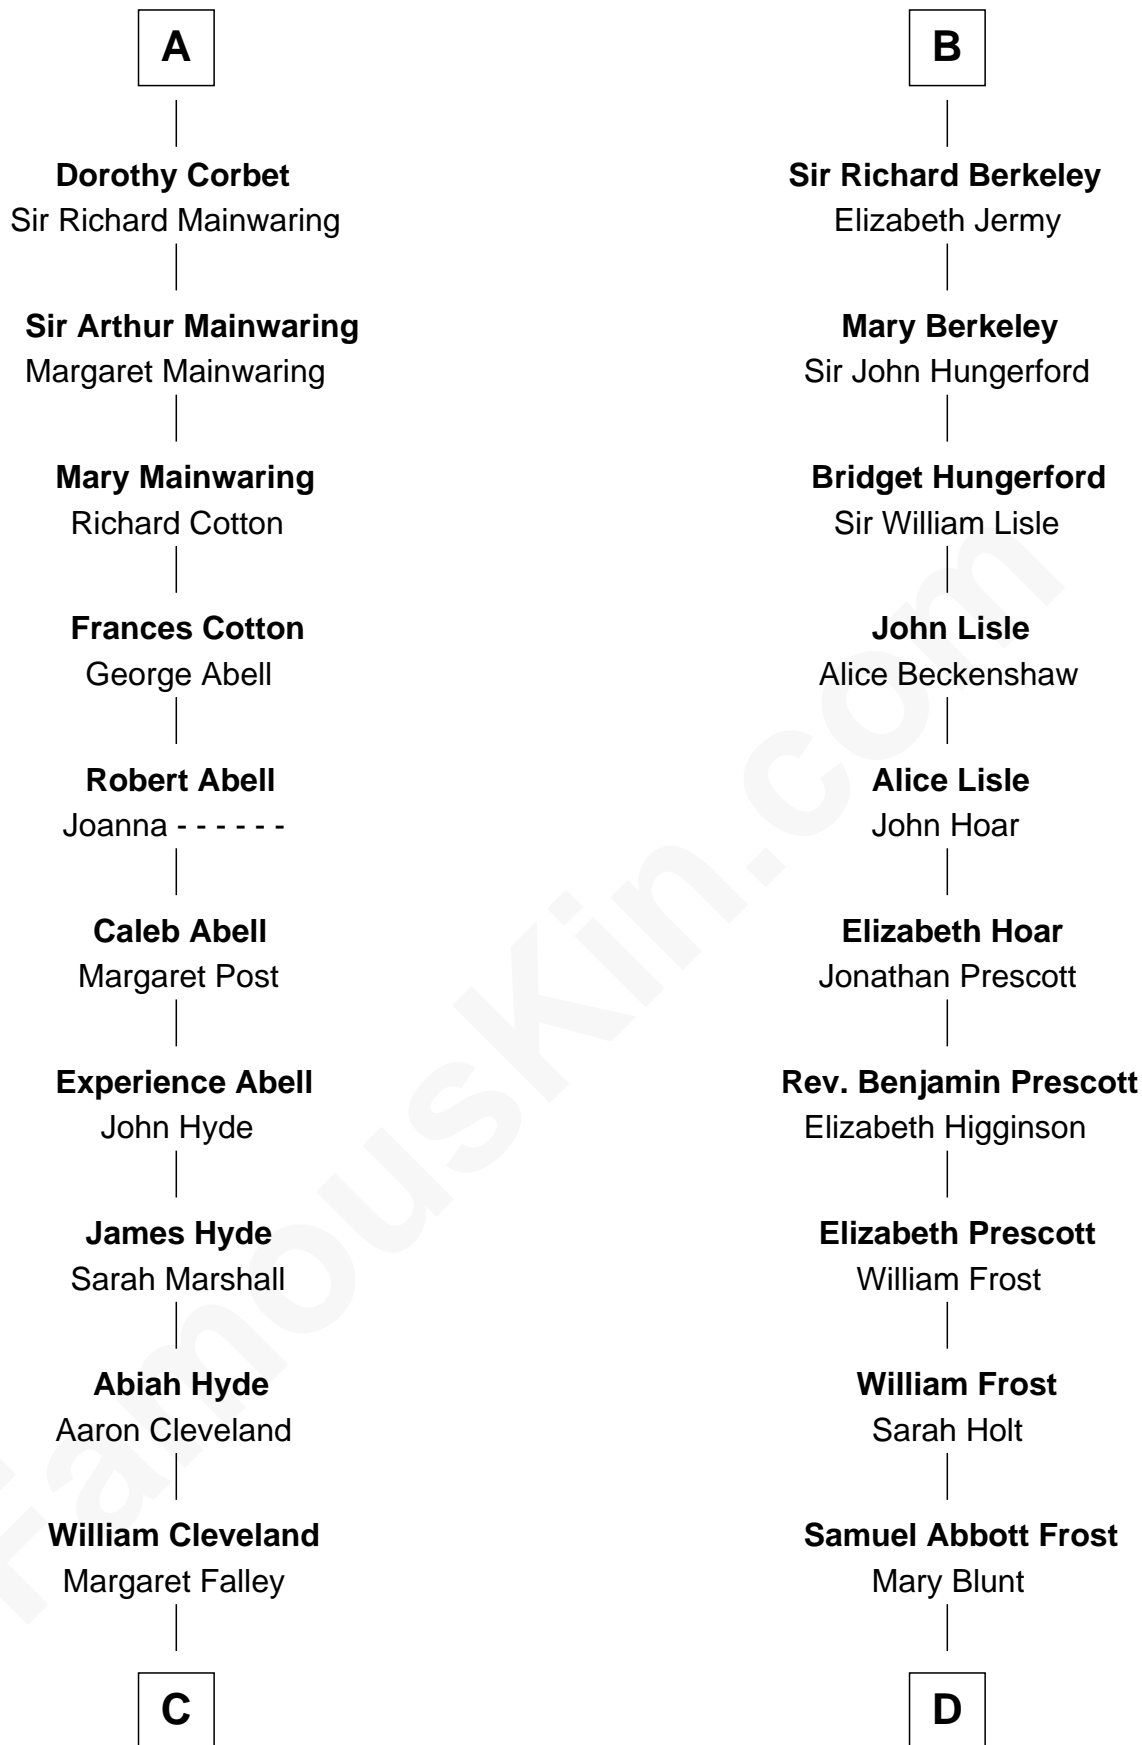 A
Dorothy Corbet
Sir Richard Mainwaring
Sir Arthur Mainwaring
Margaret Mainwaring
Mary Mainwaring
Richard Cotton
Frances Cotton
George Abell
Robert Abell
Joanna - - - - - -
Caleb Abell
Margaret Post
Experience Abell
John Hyde
James Hyde
Sarah Marshall
Abiah Hyde
Aaron Cleveland
William Cleveland
Margaret Falley
C
B
Sir Richard Berkeley
Elizabeth Jermy
Mary Berkeley
Sir John Hungerford
Bridget Hungerford
Sir William Lisle
John Lisle
Alice Beckenshaw
Alice Lisle
John Hoar
Elizabeth Hoar
Jonathan Prescott
Rev. Benjamin Prescott
Elizabeth Higginson
Elizabeth Prescott
William Frost
William Frost
Sarah Holt
Samuel Abbott Frost
Mary Blunt
D
FamousKin.com